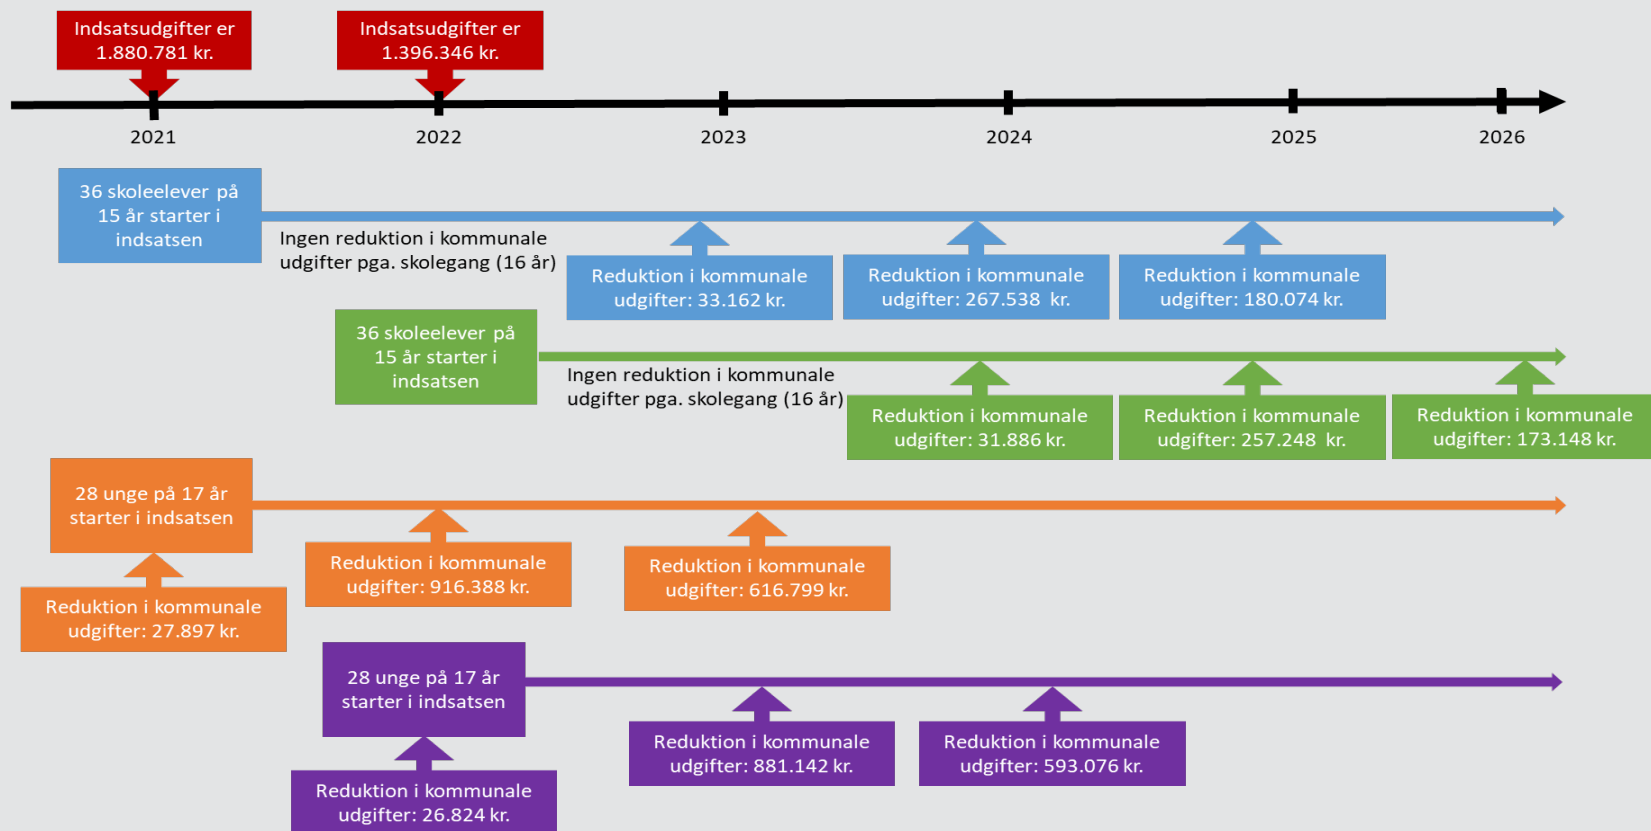 Indsatsudgifter er
1.880.781 kr.
Indsatsudgifter er
1.396.346 kr.
2021
2022
2023
2024
2025
2026
36 skoleelever på
15 år starter i
indsatsen
Ingen reduktion i kommunale
udgifter pga. skolegang (16 år)
Reduktion i kommunale
udgifter: 33.162 kr.
Reduktion i kommunale
udgifter: 267.538 kr.
Reduktion i kommunale
udgifter: 180.074 kr.
36 skoleelever på
15 år starter i
indsatsen
Ingen reduktion i kommunale
udgifter pga. skolegang (16 år)
Reduktion i kommunale
udgifter: 31.886 kr.
Reduktion i kommunale
udgifter: 257.248 kr.
Reduktion i kommunale
udgifter: 173.148 kr.
28 unge på 17 år
starter i indsatsen
Reduktion i kommunale
udgifter: 27.897 kr.
Reduktion i kommunale
udgifter: 916.388 kr.
Reduktion i kommunale
udgifter: 616.799 kr.
28 unge på 17 år
starter i indsatsen
Reduktion i kommunale
udgifter: 26.824 kr.
Reduktion i kommunale
udgifter: 881.142 kr.
Reduktion i kommunale
udgifter: 593.076 kr.